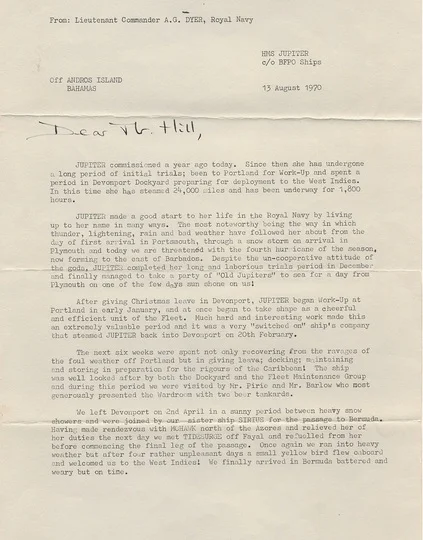 From: Lieutenant Commander A.G. DYER, Royal Navy
HMS JUPITER
c/o BFPO Ships
Off ANDROS ISLAND
BAHAMAS
13 August 1970
Dear Mr. Hill,
JUPITER commissioned a year ago today. Since then she has undergone
a long period of initial trials; been to Portland for Work-Up and spent a
period in Devonport Dockyard preparing for deployment to the West Indies.
In this time she has steamed 24,000 miles and has been underway for 1,800
hours.
JUPITER made a good start to her life in the Royal Navy by living
up to her name in many ways. The most noteworthy being the way in which
thunder, lightening, rain and bad weather have followed her about from the
day of first arrival in Portsmouth, through a snow storm on arrival in
Plymouth and today we are threatened with the fourth hurricane of the season,
now forming to the east of Barbados. Despite the un-cooperative attitude of
the gods, JUPITER completed her long and laborious trials period in December
and finally managed to take a party of "Old Jupiters" to sea for a day from
Plymouth on one of the few days sun shone on us!
After giving Christmas leave in Devonport, JUPITER began Work-Up at
Portland in early January, and at once began to take shape as a cheerful
and efficient unit of the Fleet. Much hard and interesting work made this
an extremely valuable period and it was a very "switched on" ship's company
that steamed JUPITER back into Devonport on 20th February.
The next six weeks were spent not only recovering from the ravages of
the foul weather off Portland but in giving leave; docking; maintaining
and storing in preparation for the rigours of the Caribbean! The ship
was well looked after by both the Dockyard and the Fleet Maintenance Group
and during this period we were visited by Mr. Pirie and Mr. Barlow who most
generously presented the Wardroom with two beer tankards.
We left Devonport on 2nd April in a sunny period between heavy snow
showers and were joined by our sister ship SIRIUS for the passage to Bermuda.
Having made rendezvous with MOHAWK north of the Azores and relieved her of
her duties the next day we met TIDESURGE off Fayal and refuelled from her
before commencing the final leg of the passage. Once again we ran into heavy
weather but after four rather unpleasant days a small yellow bird flew onboard
and welcomed us to the West Indies! We finally arrived in Bermuda battered and
weary but on time.